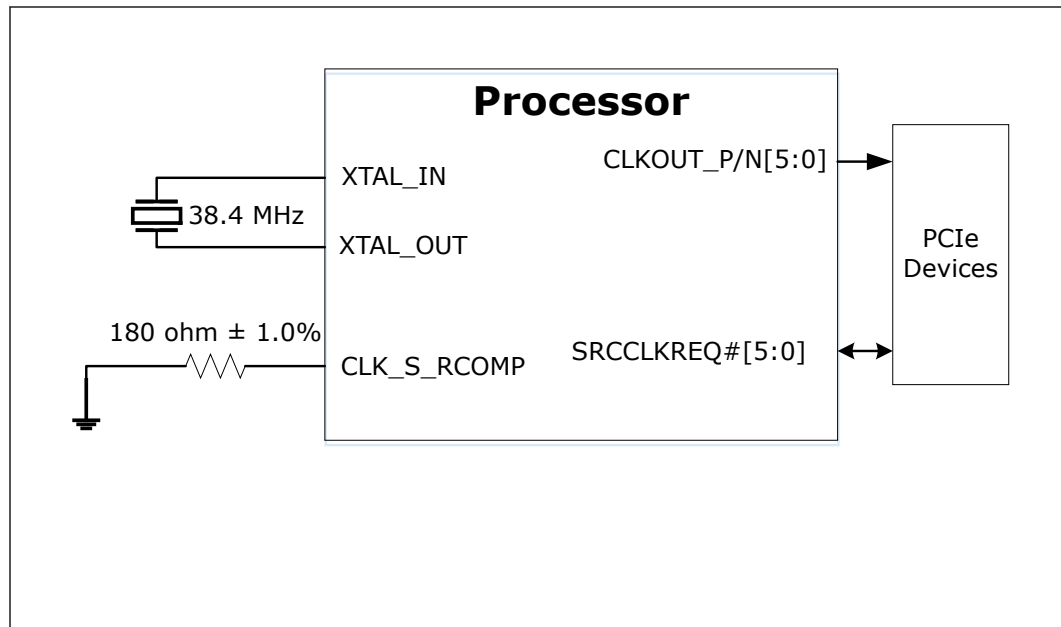 Processor
XTAL_IN
38.4 MHz
XTAL_OUT
180 ohm ± 1.0%
CLK_S_RCOMP
CLKOUT_P/N[5:0]
SRCCLKREQ#[5:0]
PCIe
Devices